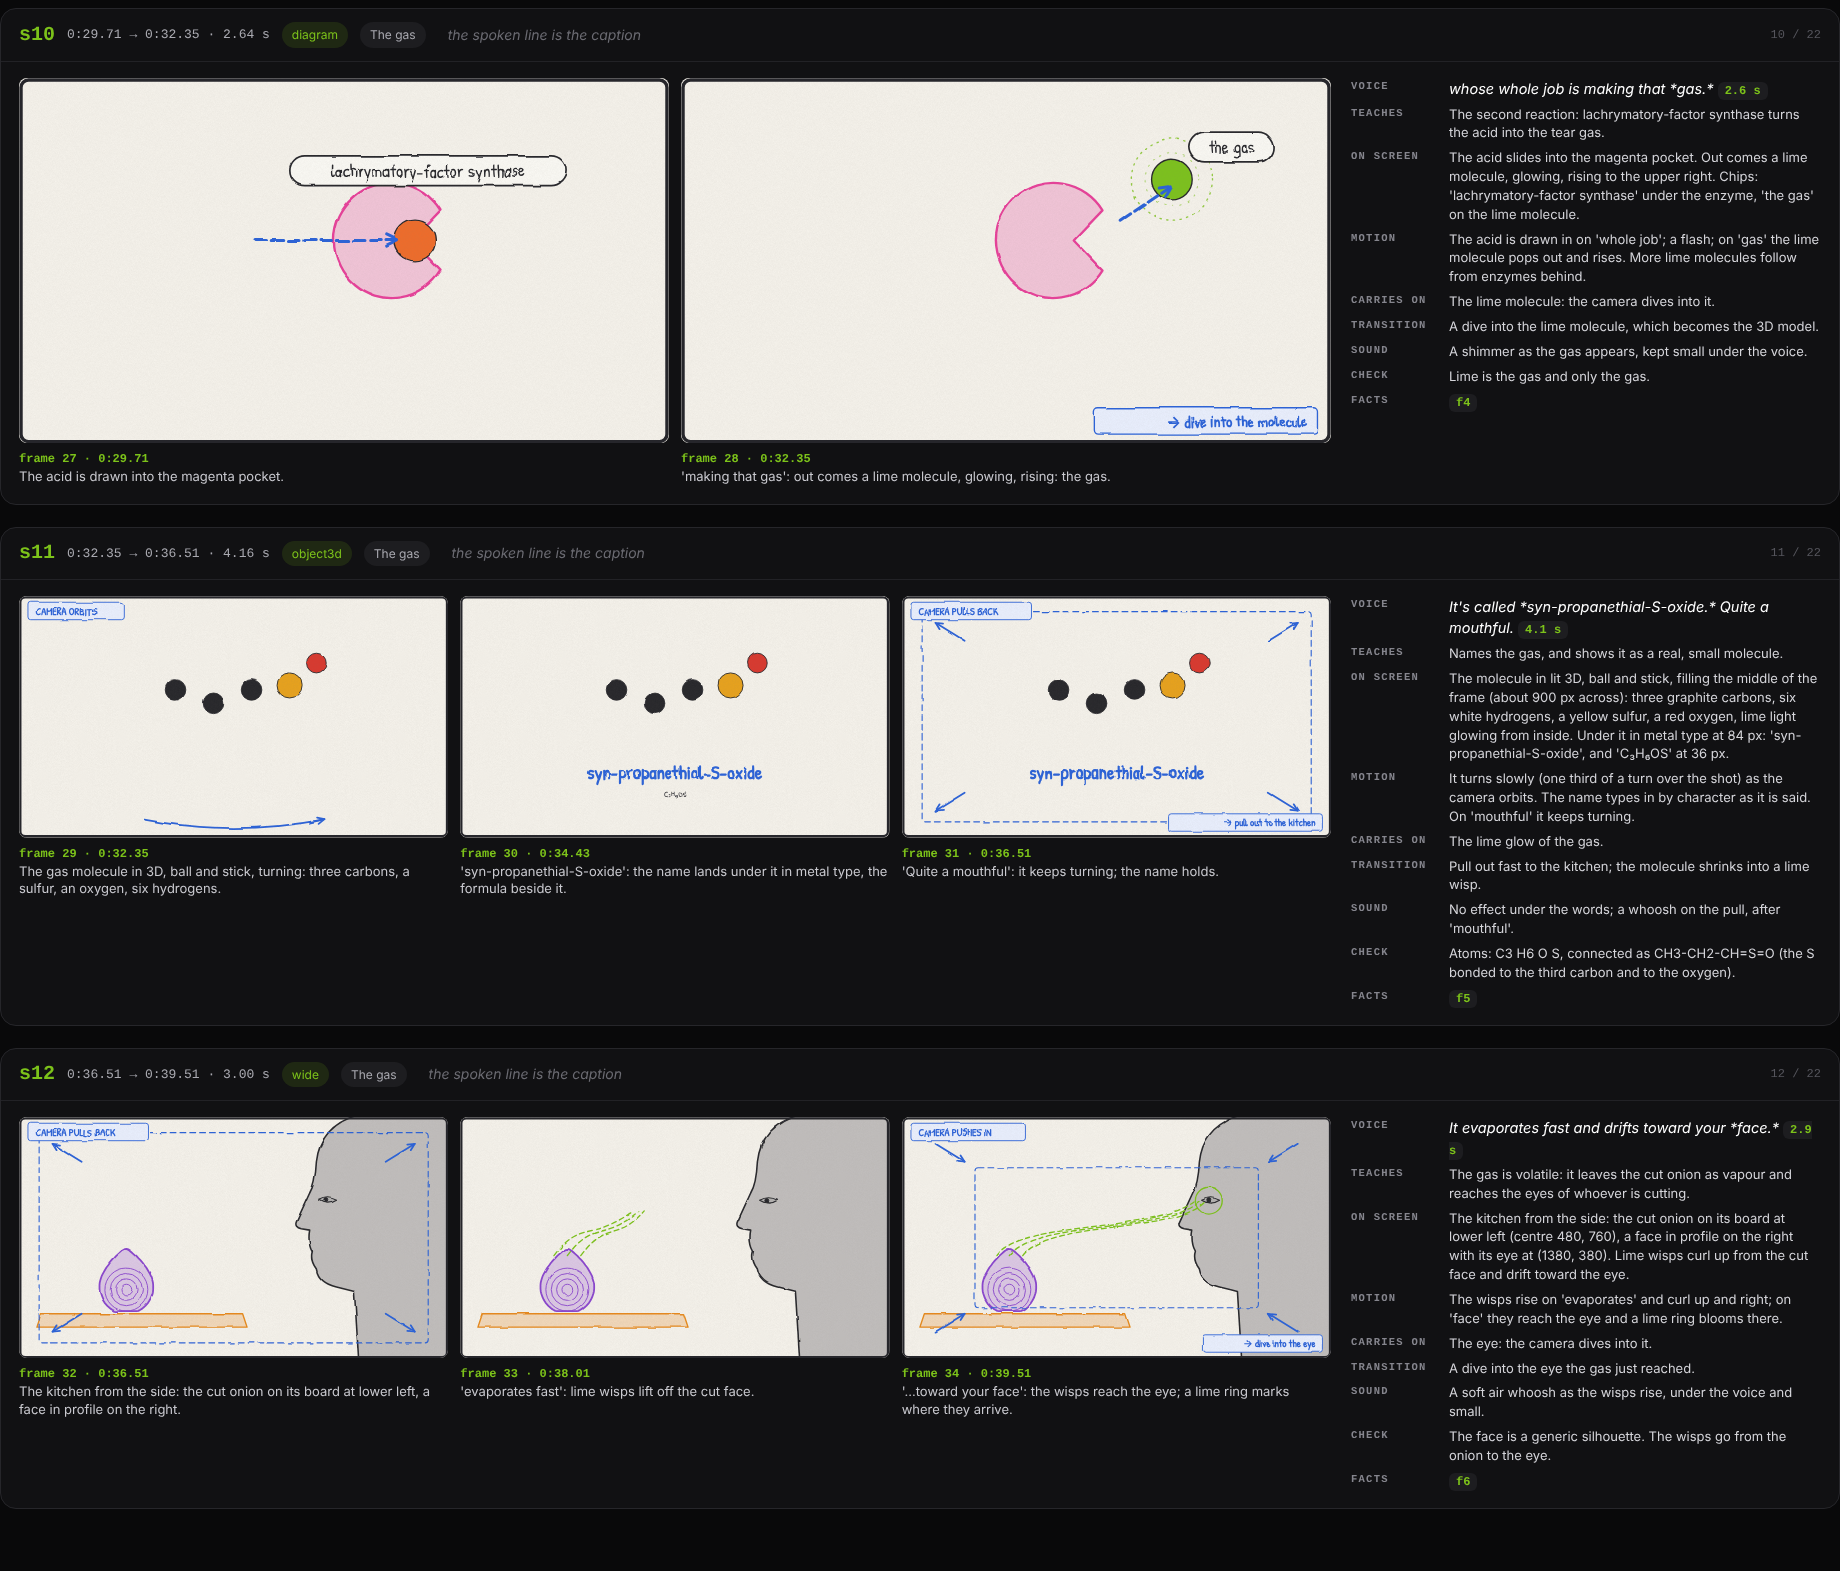 s10 0:29.71 → 0:32.35 · 2.64 s diagram The gas the spoken line is the caption 10 / 22
lachrymatory-factor synthase
the gas
→ dive into the molecule
frame 27 · 0:29.71
The acid is drawn into the magenta pocket.
frame 28 · 0:32.35
'making that gas': out comes a lime molecule, glowing, rising: the gas.
VOICE whose whole job is making that *gas.* 2.6 s
TEACHES The second reaction: lachrymatory-factor synthase turns
the acid into the tear gas.
ON SCREEN The acid slides into the magenta pocket. Out comes a lime
molecule, glowing, rising to the upper right. Chips:
'lachrymatory-factor synthase' under the enzyme, 'the gas'
on the lime molecule.
MOTION The acid is drawn in on 'whole job'; a flash; on 'gas' the lime
molecule pops out and rises. More lime molecules follow
from enzymes behind.
CARRIES ON The lime molecule: the camera dives into it.
TRANSITION A dive into the lime molecule, which becomes the 3D model.
SOUND A shimmer as the gas appears, kept small under the voice.
CHECK Lime is the gas and only the gas.
FACTS f4
s11 0:32.35 → 0:36.51 · 4.16 s object3d The gas the spoken line is the caption 11 / 22
CAMERA ORBITS
syn-propanethial-S-oxide
C₃H₆OS
CAMERA PULLS BACK
syn-propanethial-S-oxide
→ pull out to the kitchen
frame 29 · 0:32.35
The gas molecule in 3D, ball and stick, turning: three carbons, a
sulfur, an oxygen, six hydrogens.
frame 30 · 0:34.43
'syn-propanethial-S-oxide': the name lands under it in metal type, the
formula beside it.
frame 31 · 0:36.51
'Quite a mouthful': it keeps turning; the name holds.
VOICE It's called *syn-propanethial-S-oxide.* Quite a
mouthful. 4.1 s
TEACHES Names the gas, and shows it as a real, small molecule.
ON SCREEN The molecule in lit 3D, ball and stick, filling the middle of the
frame (about 900 px across): three graphite carbons, six
white hydrogens, a yellow sulfur, a red oxygen, lime light
glowing from inside. Under it in metal type at 84 px: 'syn-
propanethial-S-oxide', and 'C₃H₆OS' at 36 px.
MOTION It turns slowly (one third of a turn over the shot) as the
camera orbits. The name types in by character as it is said.
On 'mouthful' it keeps turning.
CARRIES ON The lime glow of the gas.
TRANSITION Pull out fast to the kitchen; the molecule shrinks into a lime
wisp.
SOUND No effect under the words; a whoosh on the pull, after
'mouthful'.
CHECK Atoms: C3 H6 O S, connected as CH3-CH2-CH=S=O (the S
bonded to the third carbon and to the oxygen).
FACTS f5
s12 0:36.51 → 0:39.51 · 3.00 s wide The gas the spoken line is the caption 12 / 22
CAMERA PULLS BACK
CAMERA PUSHES IN
→ dive into the eye
frame 32 · 0:36.51
The kitchen from the side: the cut onion on its board at lower left, a
face in profile on the right.
frame 33 · 0:38.01
'evaporates fast': lime wisps lift off the cut face.
frame 34 · 0:39.51
'...toward your face': the wisps reach the eye; a lime ring marks
where they arrive.
VOICE It evaporates fast and drifts toward your *face.* 2.9
s
TEACHES The gas is volatile: it leaves the cut onion as vapour and
reaches the eyes of whoever is cutting.
ON SCREEN The kitchen from the side: the cut onion on its board at
lower left (centre 480, 760), a face in profile on the right
with its eye at (1380, 380). Lime wisps curl up from the cut
face and drift toward the eye.
MOTION The wisps rise on 'evaporates' and curl up and right; on
'face' they reach the eye and a lime ring blooms there.
CARRIES ON The eye: the camera dives into it.
TRANSITION A dive into the eye the gas just reached.
SOUND A soft air whoosh as the wisps rise, under the voice and
small.
CHECK The face is a generic silhouette. The wisps go from the
onion to the eye.
FACTS f6